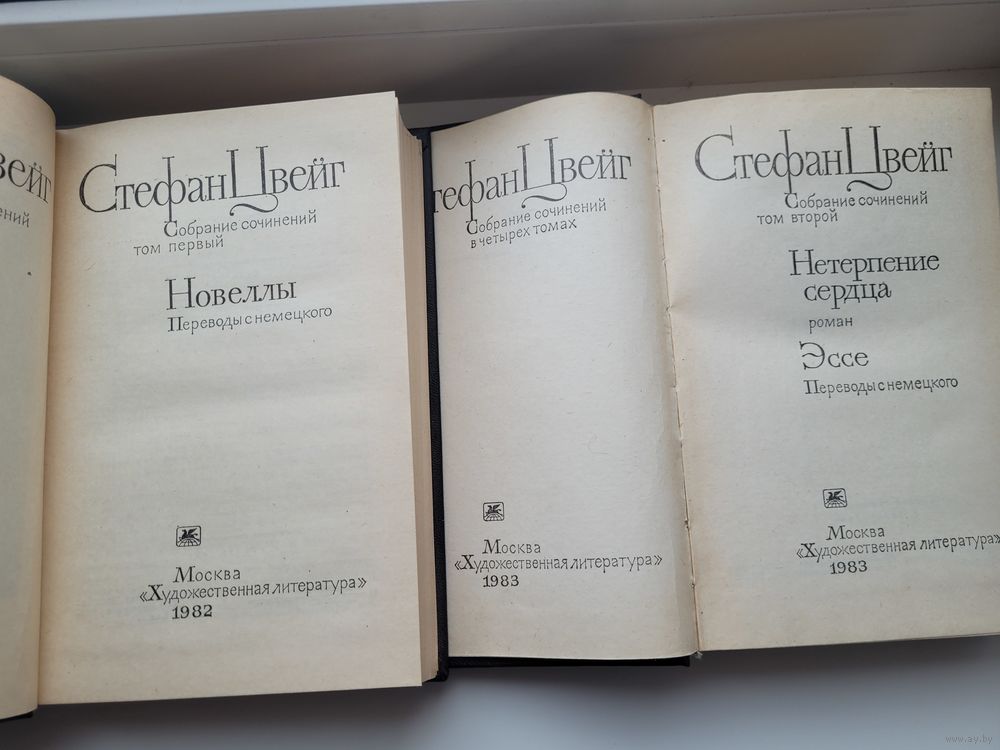 Стефан Цвейг
Собрание сочинений
том первый
Новеллы
Переводы с немецкого
Москва
«Художественная литература»
1982
Цвейг
Собрание сочинений
в четырех томах
Москва
«Художественная литература»
1983
Стефан Цвейг
Собрание сочинений
том второй
Нетерпение
сердца
роман
Эссе
Переводы с немецкого
Москва
«Художественная литература»
1983
www.ay.by